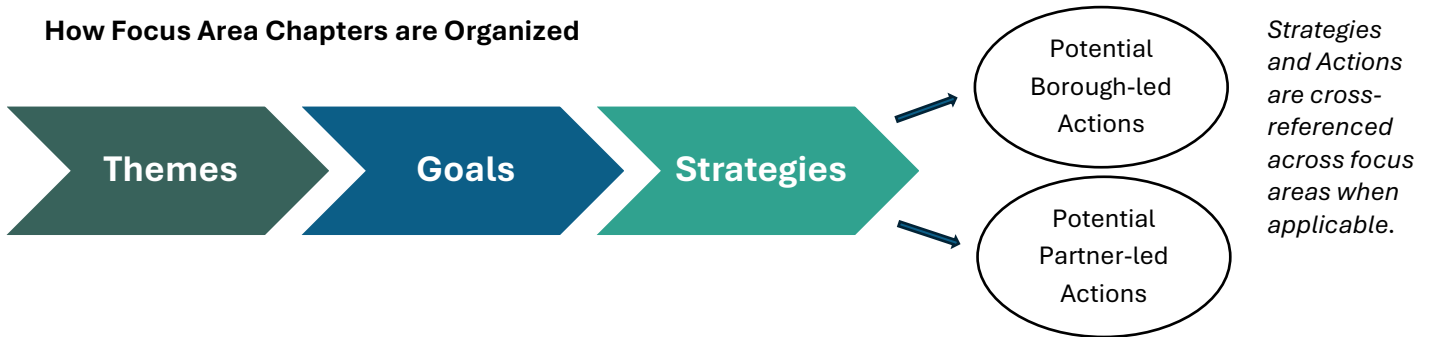 How Focus Area Chapters are Organized
Themes
Goals
Strategies
Potential
Borough-led
Actions
Potential
Partner-led
Actions
Strategies
and Actions
are cross-
referenced
across focus
areas when
applicable.